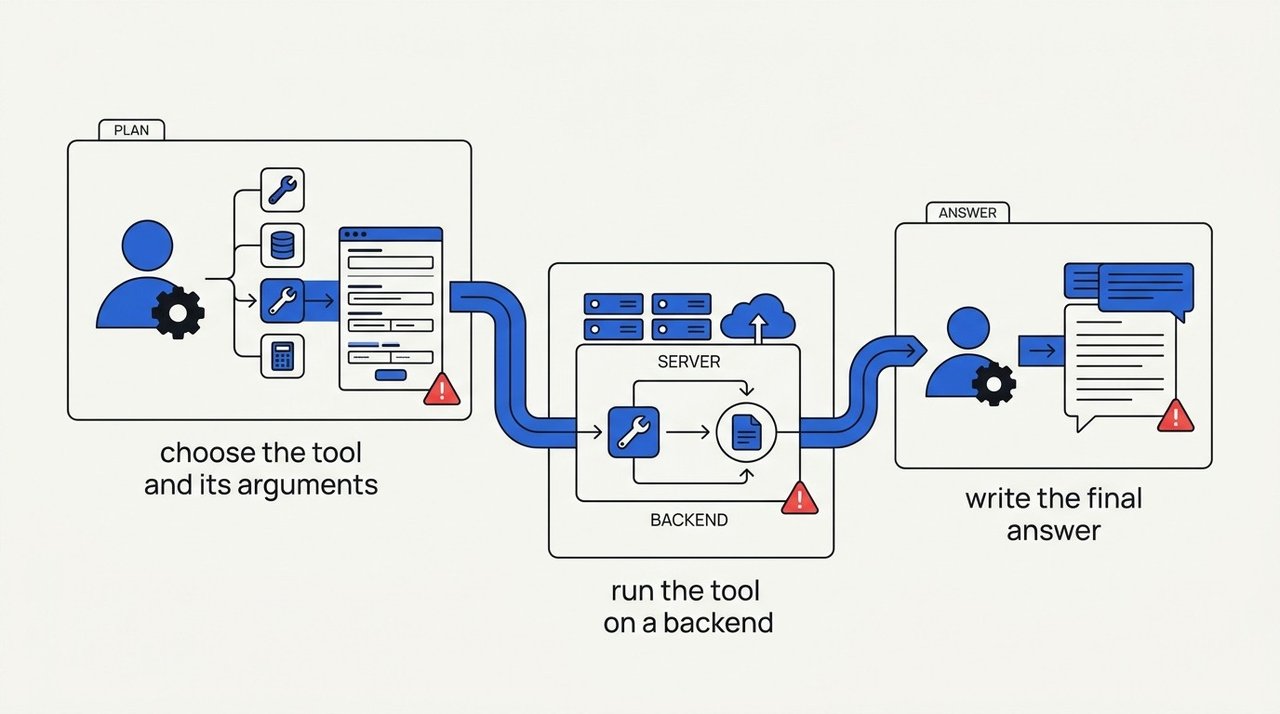 PLAN
choose the tool
and its arguments
SERVER
BACKEND
run the tool
on a backend
ANSWER
write the final
answer